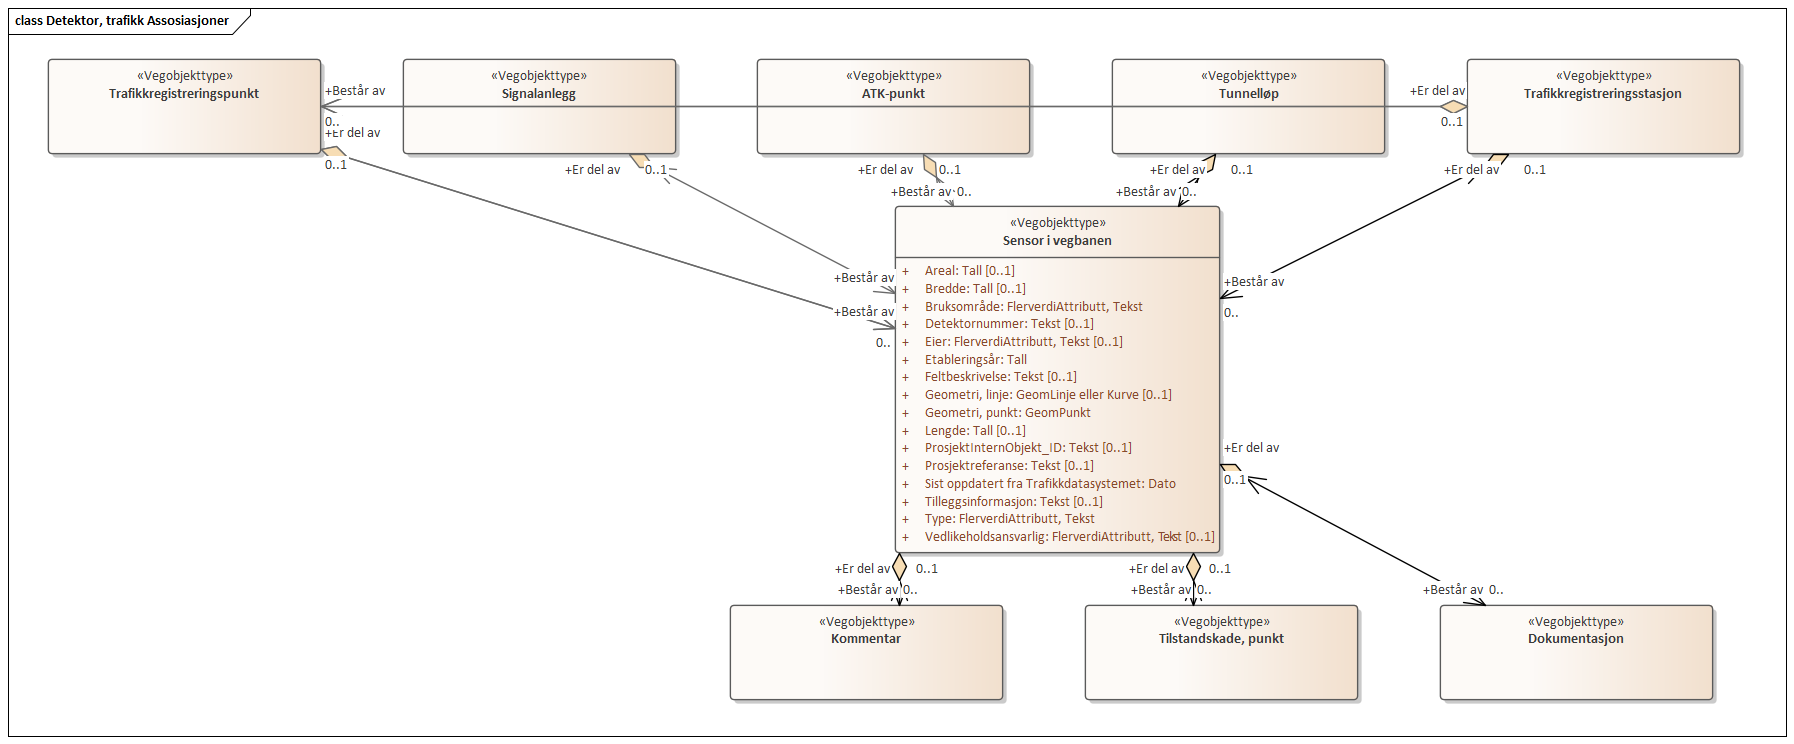 class Detektor, trafikk Assosiasjoner
«Vegobjekttype»
Trafikkregistreringspunkt
«Vegobjekttype»
Signalanlegg
«Vegobjekttype»
ATK-punkt
«Vegobjekttype»
Tunnelløp
«Vegobjekttype»
Trafikkregistreringsstasjon
+Består av
0..
+Er del av
0..1
+Er del av
0..1
+Er del av
0..1
+Er del av
0..1
+Er del av
0..1
+Er del av
0..1
+Består av 0..
+Består av 0..
«Vegobjekttype»
Sensor i vegbanen
+ Areal: Tall [0..1]
+ Bredde: Tall [0..1]
+ Bruksområde: FlerverdiAttributt, Tekst
+ Detektornummer: Tekst [0..1]
+ Eier: FlerverdiAttributt, Tekst [0..1]
+ Etableringsår: Tall
+ Feltbeskrivelse: Tekst [0..1]
+ Geometri, linje: GeomLinje eller Kurve [0..1]
+ Geometri, punkt: GeomPunkt
+ Lengde: Tall [0..1]
+ ProsjektInternObjekt_ID: Tekst [0..1]
+ Prosjektreferanse: Tekst [0..1]
+ Sist oppdatert fra Trafikkdatasystemet: Dato
+ Tilleggsinformasjon: Tekst [0..1]
+ Type: FlerverdiAttributt, Tekst
+ Vedlikeholdsansvarlig: FlerverdiAttributt, Tekst [0..1]
+Består av
+Består av
0..
+Består av
0..
+Er del av
0..1
+Er del av
0..1
+Består av 0..
+Er del av
0..1
+Består av 0..
+Består av 0..
«Vegobjekttype»
Kommentar
«Vegobjekttype»
Tilstandskade, punkt
«Vegobjekttype»
Dokumentasjon